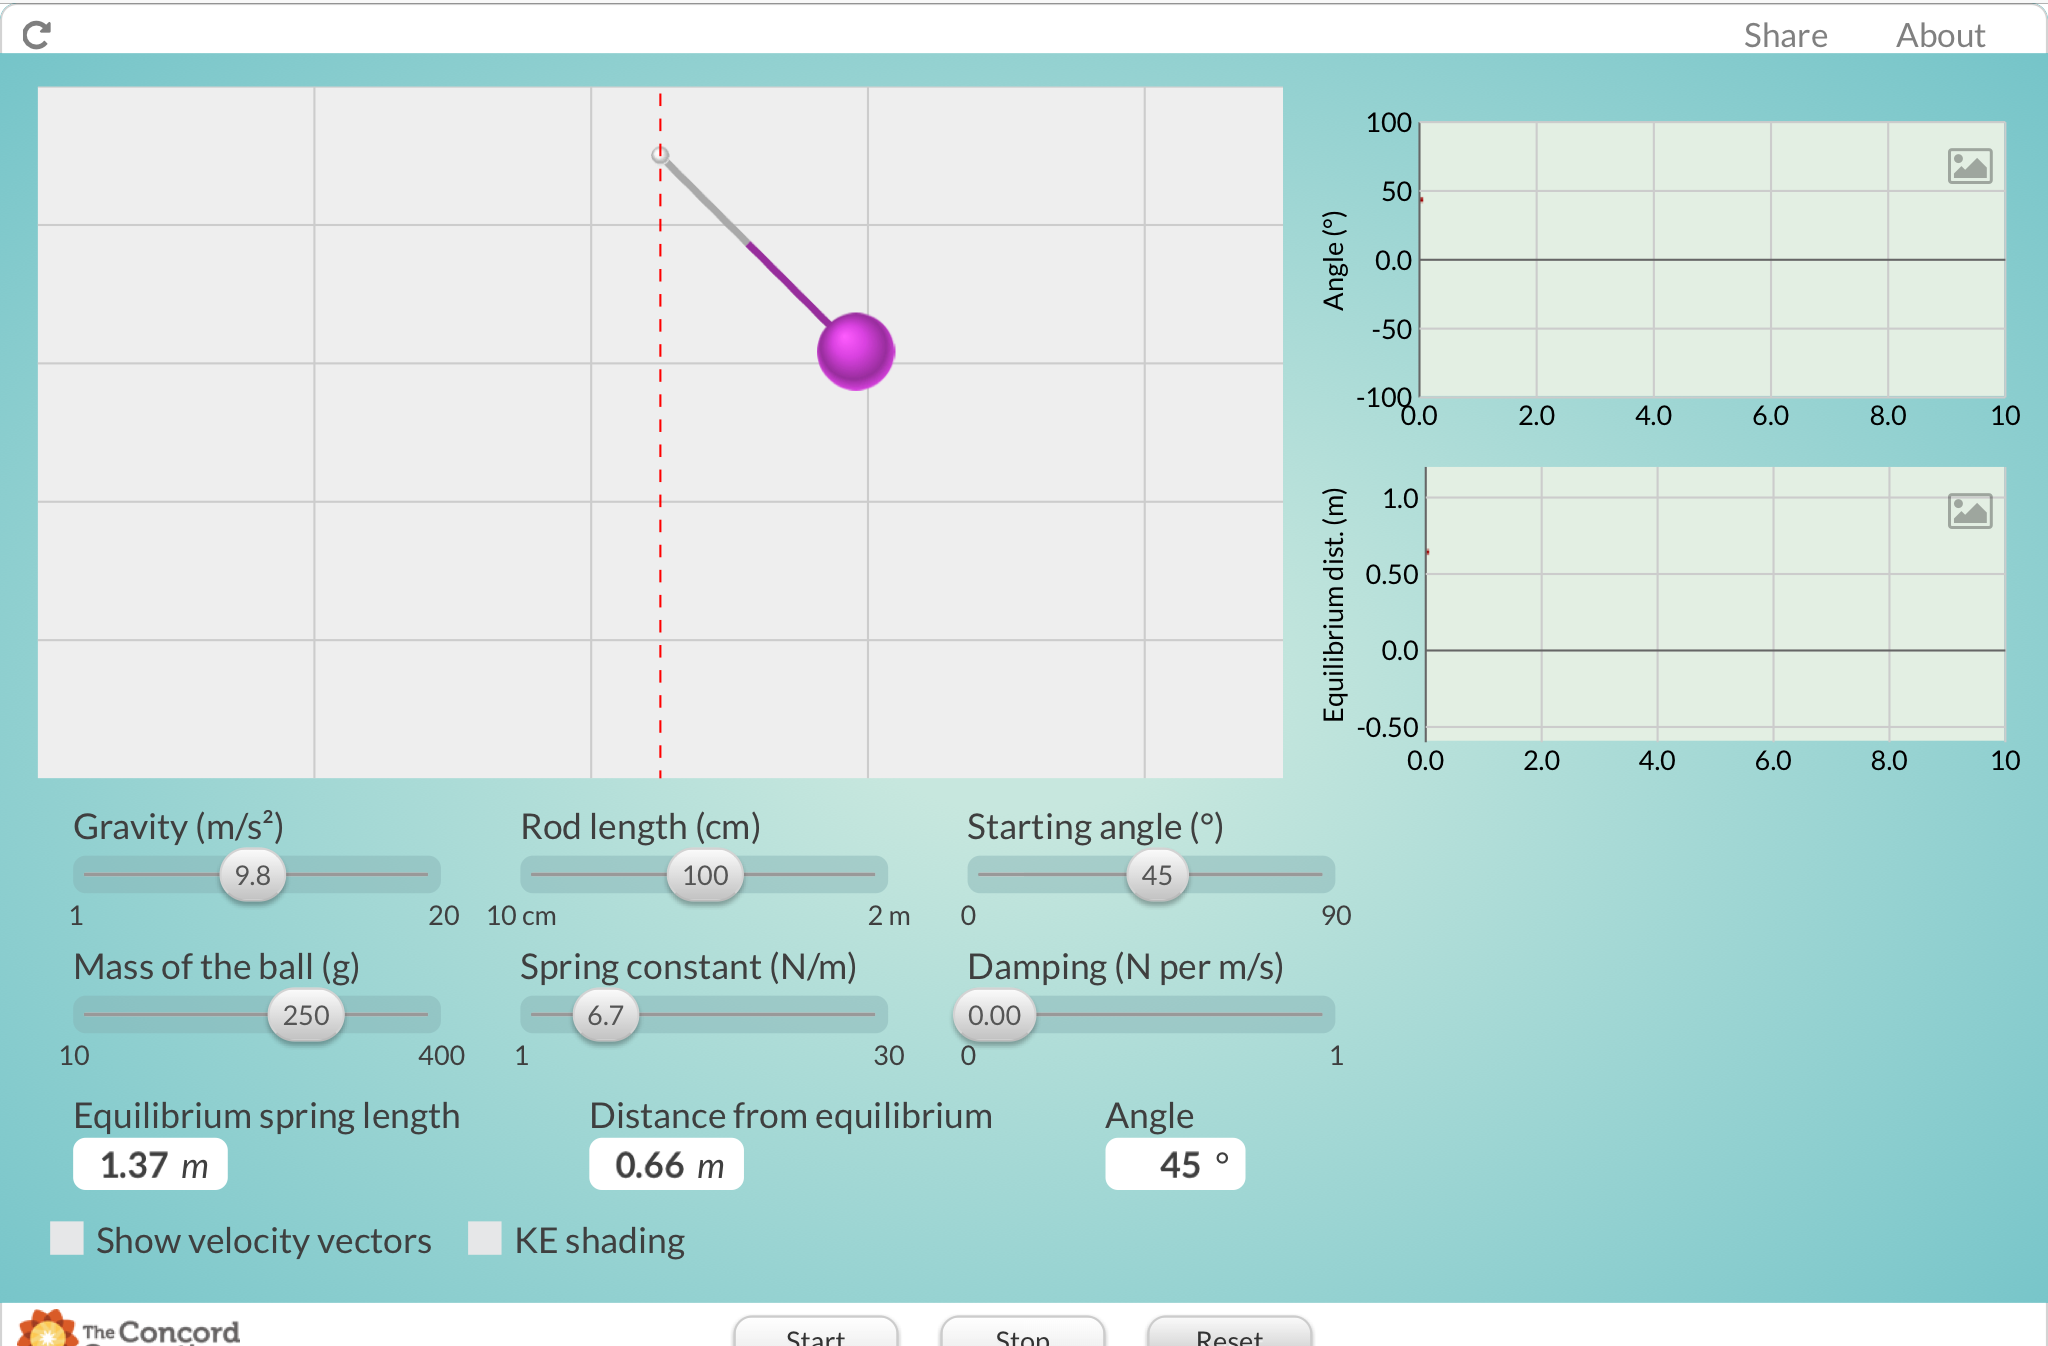 Share About
100
50
0.0
-50
-100
Angle (°)
0.0 2.0 4.0 6.0 8.0 10
1.0
0.50
0.0
-0.50
Equilibrium dist. (m)
0.0 2.0 4.0 6.0 8.0 10
Gravity (m/s²) Rod length (cm) Starting angle (°)
9.8 100 45
1 20 10 cm 2 m 0 90
Mass of the ball (g) Spring constant (N/m) Damping (N per m/s)
250 6.7 0.00
10 400 1 30 0 1
Equilibrium spring length Distance from equilibrium Angle
1.37 m 0.66 m 45 °
Show velocity vectors KE shading
The Concord
Start Stop Reset